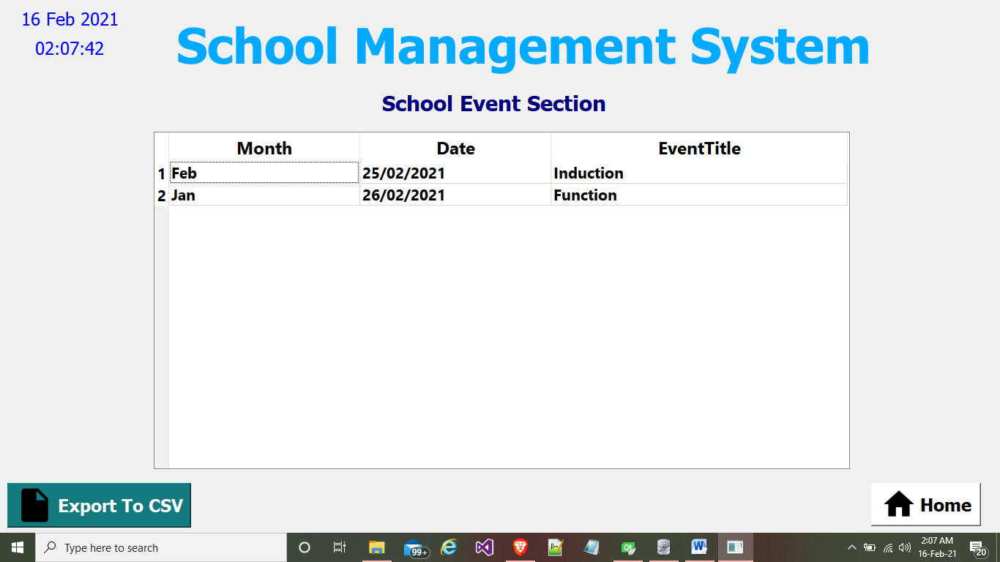 16 Feb 2021
02:07:42
School Management System
School Event Section
Month Date EventTitle
1 Feb 25/02/2021 Induction
2 Jan 26/02/2021 Function
Export To CSV
Home
Type here to search
99+
2:07 AM
16-Feb-21
20